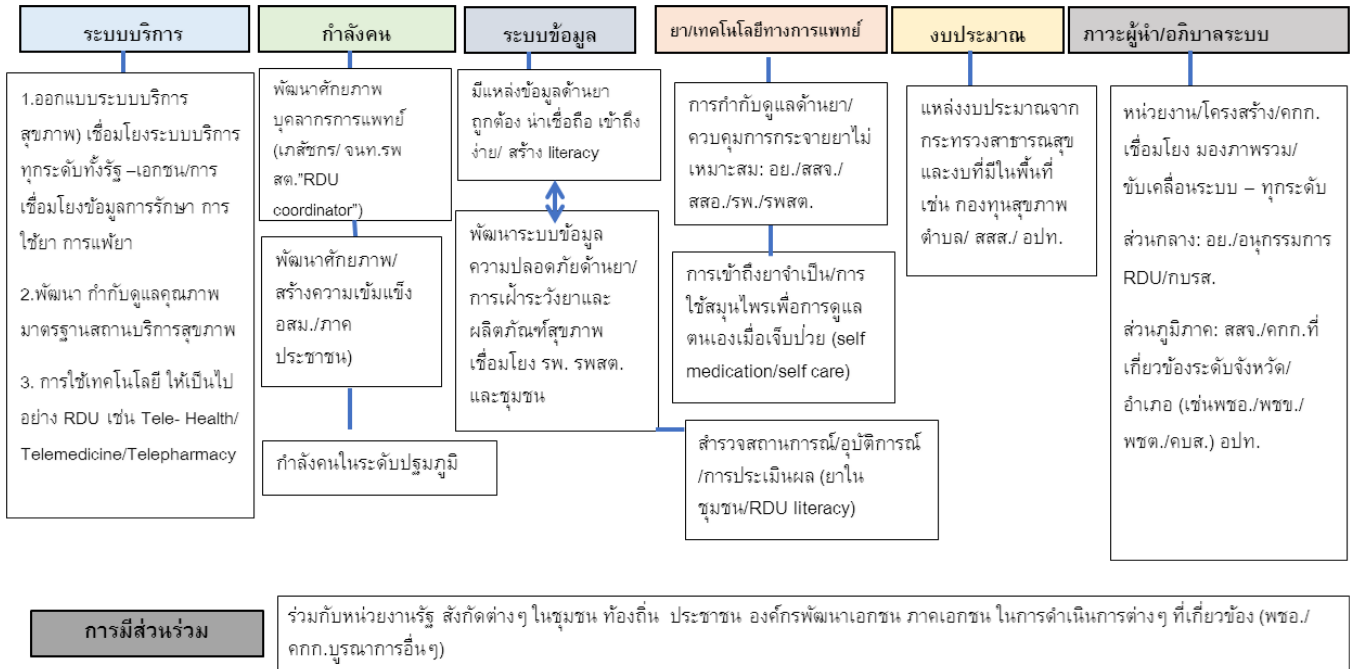 ระบบบริการ
กำลังคน
ระบบข้อมูล
ยา/เทคโนโลยีทางการแพทย์
งบประมาณ
ภาวะผู้นำ/อภิบาลระบบ
1.ออกแบบระบบบริการ
สุขภาพ) เชื่อมโยงระบบบริการ
ทุกระดับทั้งรัฐ –เอกชน/การ
เชื่อมโยงข้อมูลการรักษา การ
ใช้ยา การแพ้ยา
2.พัฒนา กำกับดูแลคุณภาพ
มาตรฐานสถานบริการสุขภาพ
3. การใช้เทคโนโลยี ให้เป็นไป
อย่าง RDU เช่น Tele- Health/
Telemedicine/Telepharmacy
พัฒนาศักยภาพ
บุคลากรการแพทย์
(เภสัชกร/ จนท.รพ
สต."RDU
coordinator")
พัฒนาศักยภาพ/
สร้างความเข้มแข็ง
อสม./ภาค
ประชาชน)
กำลังคนในระดับปฐมภูมิ
มีแหล่งข้อมูลด้านยา
ถูกต้อง น่าเชื่อถือ เข้าถึง
ง่าย/ สร้าง literacy
พัฒนาระบบข้อมูล
ความปลอดภัยด้านยา/
การเฝ้าระวังยาและ
ผลิตภัณฑ์สุขภาพ
เชื่อมโยง รพ. รพสต.
และชุมชน
การกำกับดูแลด้านยา/
ควบคุมการกระจายยาไม่
เหมาะสม: อย./สสจ./
สสอ./รพ./รพสต.
การเข้าถึงยาจำเป็น/การ
ใช้สมุนไพรเพื่อการดูแล
ตนเองเมื่อเจ็บป่วย (self
medication/self care)
สำรวจสถานการณ์/อุบัติการณ์
/การประเมินผล (ยาใน
ชุมชน/RDU literacy)
แหล่งงบประมาณจาก
กระทรวงสาธารณสุข
และงบที่มีในพื้นที่
เช่น กองทุนสุขภาพ
ตำบล/ สสส./ อปท.
หน่วยงาน/โครงสร้าง/คกก.
เชื่อมโยง มองภาพรวม/
ขับเคลื่อนระบบ – ทุกระดับ
ส่วนกลาง: อย./อนุกรรมการ
RDU/กบรส.
ส่วนภูมิภาค: สสจ./คกก.ที่
เกี่ยวข้องระดับจังหวัด/
อำเภอ (เช่นพชอ./พชข./
พชต./คบส.) อปท.
การมีส่วนร่วม
ร่วมกับหน่วยงานรัฐ สังกัดต่างๆ ในชุมชน ท้องถิ่น ประชาชน องค์กรพัฒนาเอกชน ภาคเอกชน ในการดำเนินการต่างๆ ที่เกี่ยวข้อง (พชอ./
คกก.บูรณาการอื่นๆ)